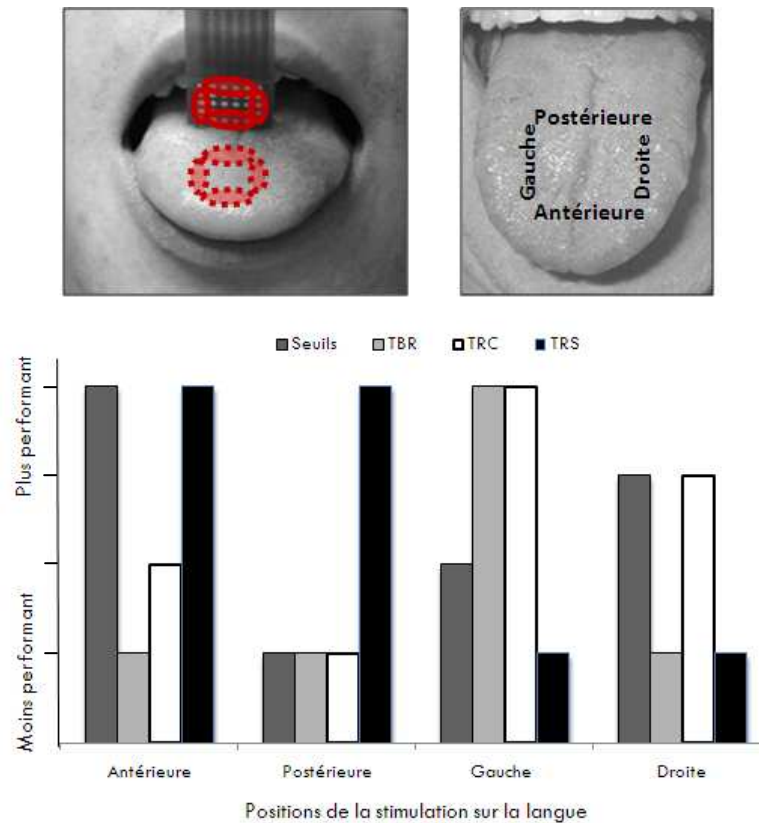 Postérieure
Gauche
Droite
Antérieure
Seuils TBR TRC TRS
Plus performant
Moins performant
Antérieure Postérieure Gauche Droite
Positions de la stimulation sur la langue